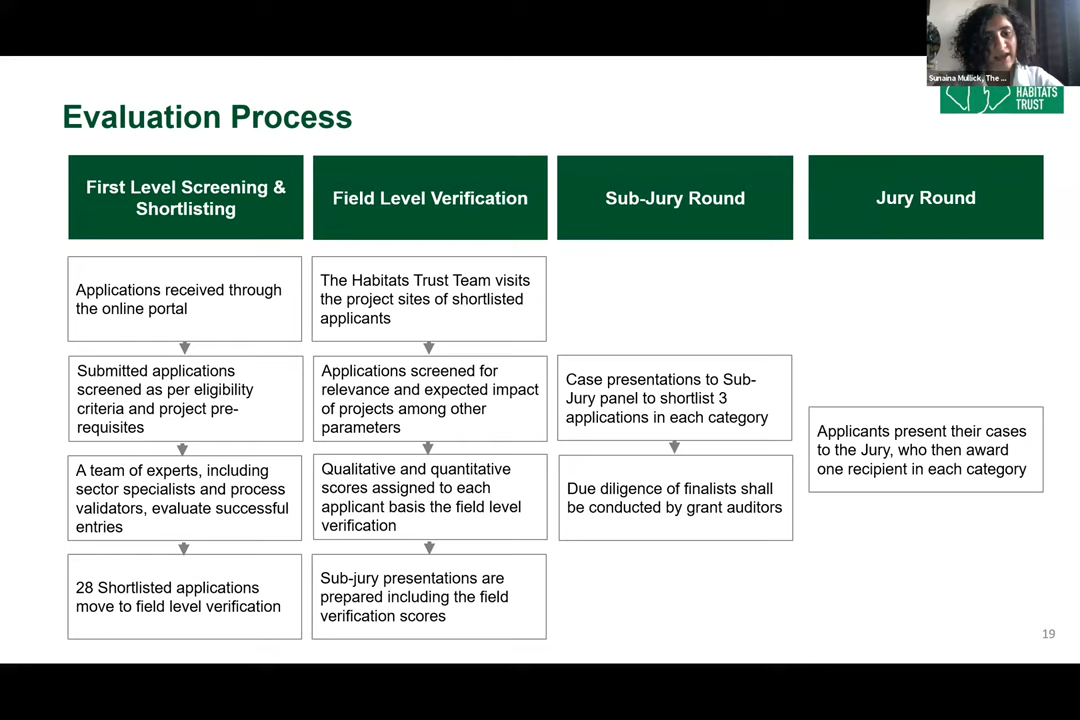 Sunaina Mullick, The ...
HABITATS
TRUST
Evaluation Process
First Level Screening &
Shortlisting
Applications received through
the online portal
Submitted applications
screened as per eligibility
criteria and project pre-
requisites
A team of experts, including
sector specialists and process
validators, evaluate successful
entries
28 Shortlisted applications
move to field level verification
Field Level Verification
The Habitats Trust Team visits
the project sites of shortlisted
applicants
Applications screened for
relevance and expected impact
of projects among other
parameters
Qualitative and quantitative
scores assigned to each
applicant basis the field level
verification
Sub-jury presentations are
prepared including the field
verification scores
Sub-Jury Round
Case presentations to Sub-
Jury panel to shortlist 3
applications in each category
Due diligence of finalists shall
be conducted by grant auditors
Jury Round
Applicants present their cases
to the Jury, who then award
one recipient in each category
19